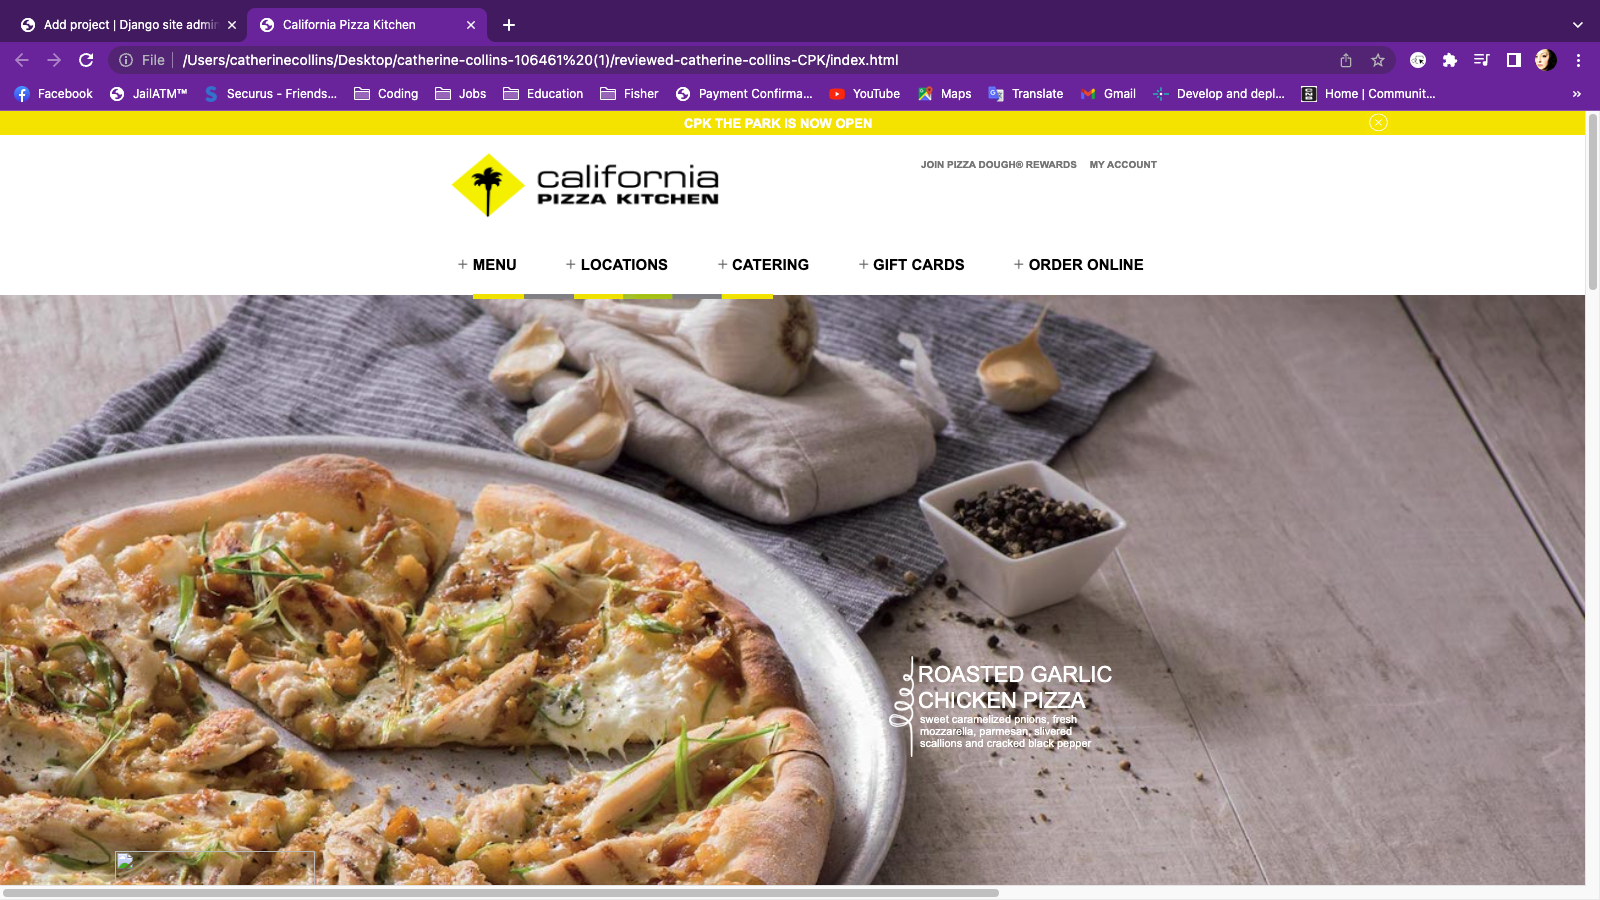 Add project | Django site admin
California Pizza Kitchen
File
/Users/catherinecollins/Desktop/catherine-collins-106461%20(1)/reviewed-catherine-collins-CPK/index.html
Facebook
JailATM™
Securus - Friends...
Coding
Jobs
Education
Fisher
Payment Confirma...
YouTube
Maps
Translate
Gmail
Develop and depl...
Home | Communit...
CPK THE PARK IS NOW OPEN
california
PIZZA KITCHEN
JOIN PIZZA DOUGH® REWARDS
MY ACCOUNT
+ MENU
+ LOCATIONS
+ CATERING
+ GIFT CARDS
+ ORDER ONLINE
ROASTED GARLIC
CHICKEN PIZZA
sweet caramelized pnions, fresh
mozzarella, parmesan, slivered
scallions and cracked black pepper